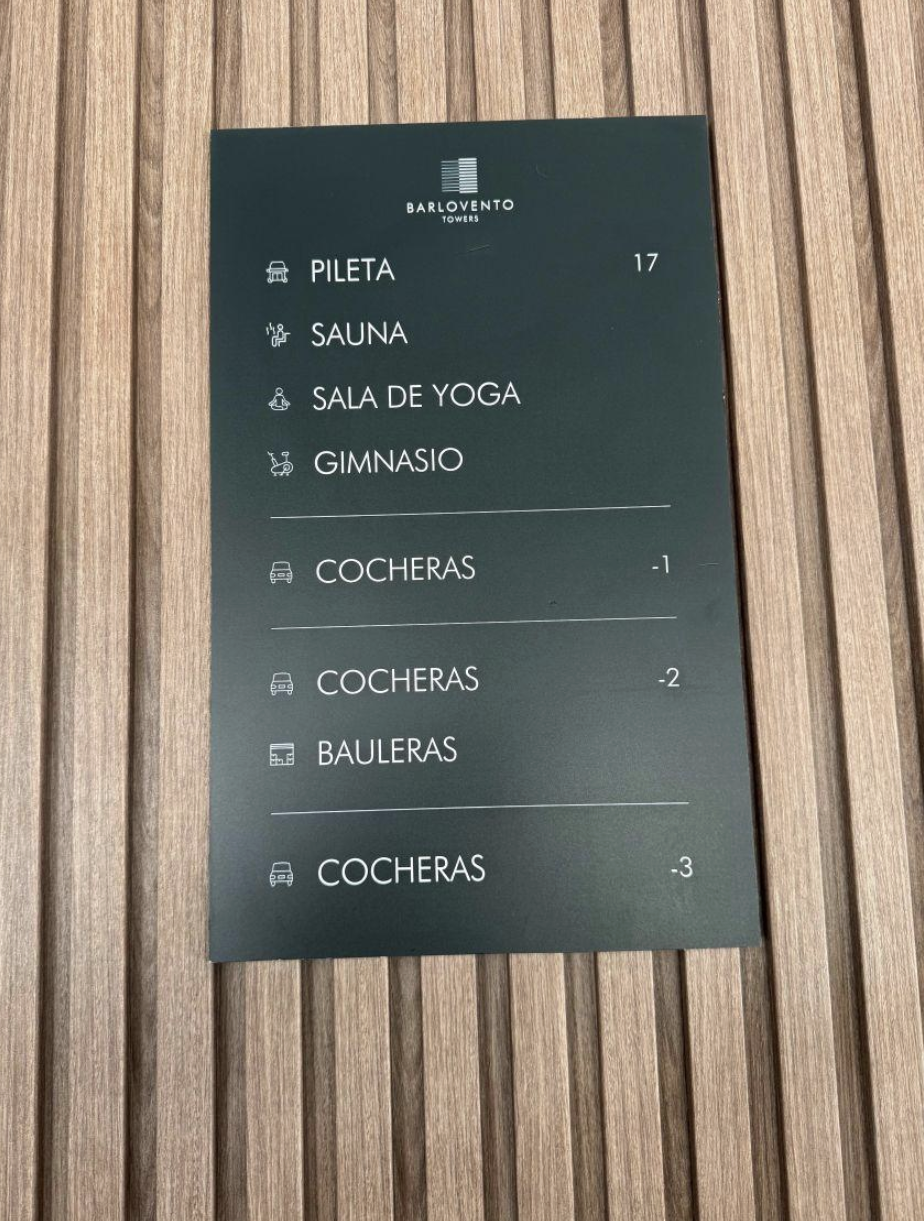 BARLOVENTO
TOWERS
PILETA 17
SAUNA
SALA DE YOGA
GIMNASIO
COCHERAS -1
COCHERAS -2
BAULERAS
COCHERAS -3